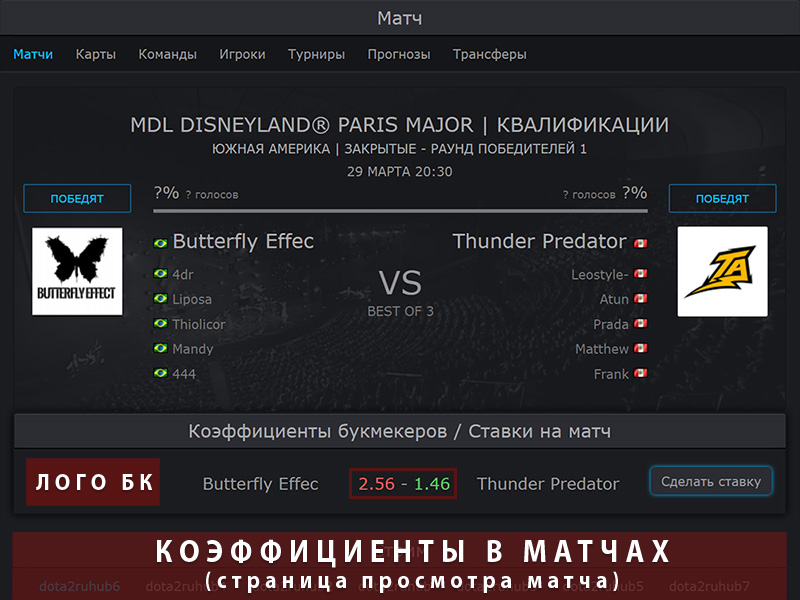 Матч
Матчи Карты Команды Игроки Турниры Прогнозы Трансферы
MDL DISNEYLAND® PARIS MAJOR | КВАЛИФИКАЦИИ
ЮЖНАЯ АМЕРИКА | ЗАКРЫТЫЕ - РАУНД ПОБЕДИТЕЛЕЙ 1
29 МАРТА 20:30
ПОБЕДЯТ ?% ? голосов ? голосов ?% ПОБЕДЯТ
Butterfly Effec Thunder Predator
BUTTERFLY EFFECT
TA
4dr Leostyle-
Liposa VS Atun
Thiolicor BEST OF 3 Prada
Mandy Matthew
444 Frank
Коэффициенты букмекеров / Ставки на матч
ЛОГО БК Butterfly Effec 2.56 - 1.46 Thunder Predator Сделать ставку
КОЭФФИЦИЕНТЫ В МАТЧАХ
(страница просмотра матча)
dota2ruhub6 dota2ruhub7